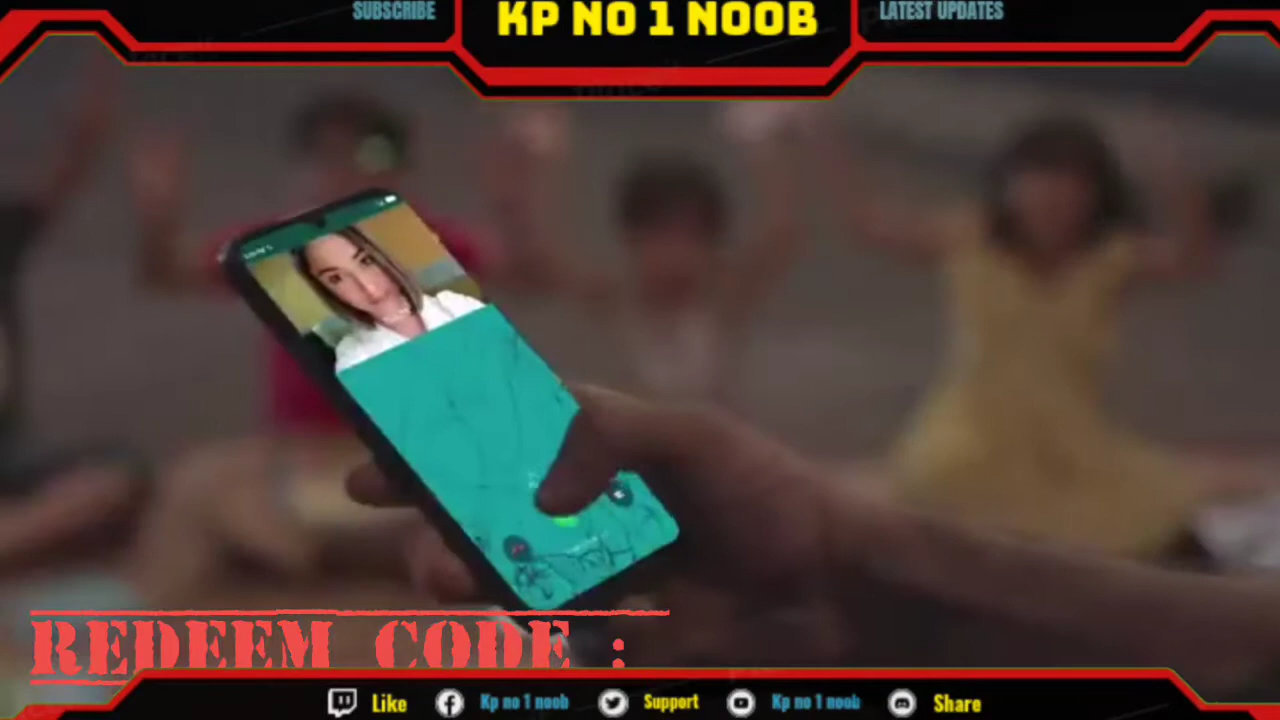 SUBSCRIBE
KP NO 1 NOOB
LATEST UPDATES
REDEEM CODE :
Like
Kp no 1 noob
Support
Kp no 1 noob
Share